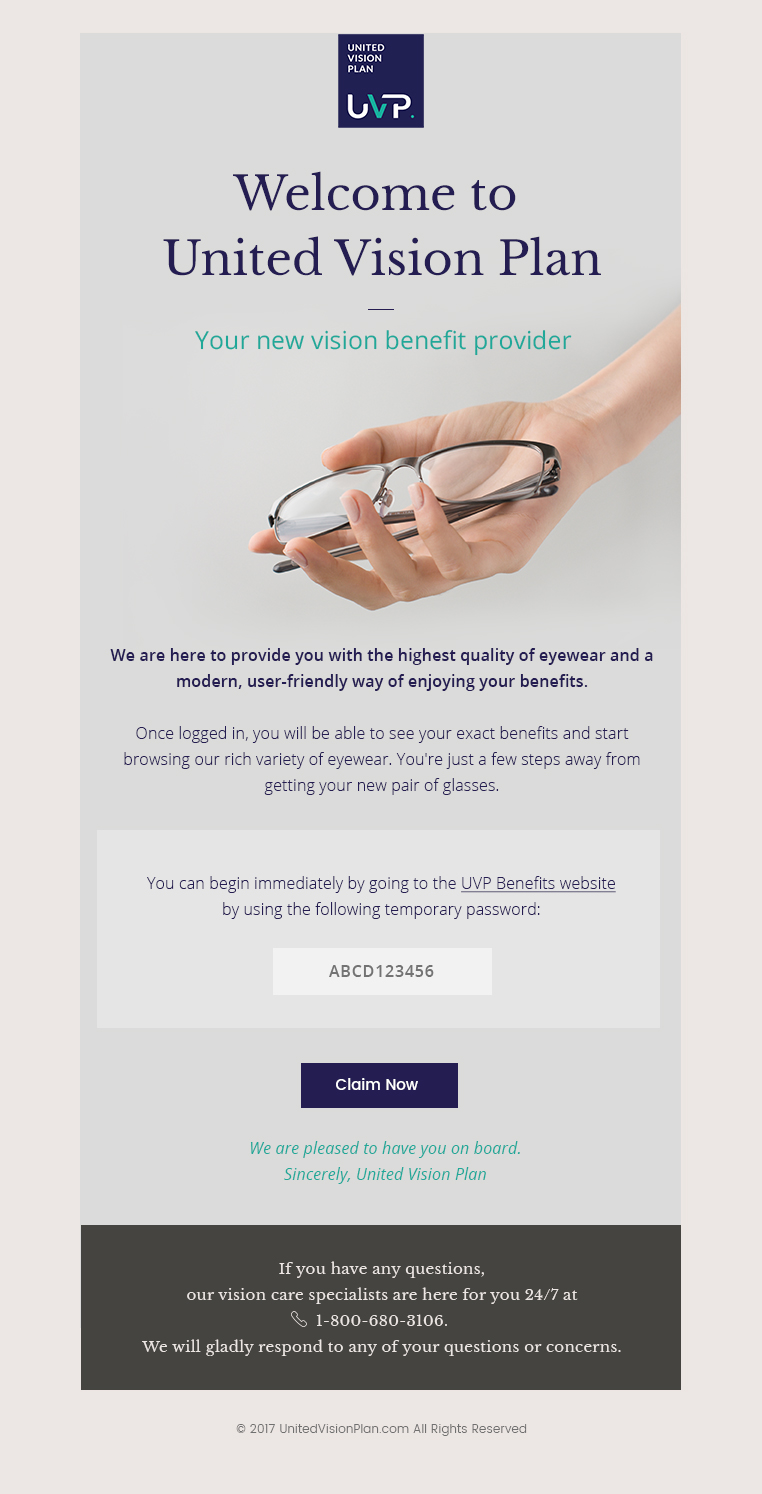 UNITED
VISION
PLAN
UVP.
Welcome to
United Vision Plan
Your new vision benefit provider
We are here to provide you with the highest quality of eyewear and a
modern, user-friendly way of enjoying your benefits.
Once logged in, you will be able to see your exact benefits and start
browsing our rich variety of eyewear. You're just a few steps away from
getting your new pair of glasses.
You can begin immediately by going to the UVP Benefits website
by using the following temporary password:
ABCD123456
Claim Now
We are pleased to have you on board.
Sincerely, United Vision Plan
If you have any questions,
our vision care specialists are here for you 24/7 at
1-800-680-3106.
We will gladly respond to any of your questions or concerns.
© 2017 UnitedVisionPlan.com All Rights Reserved